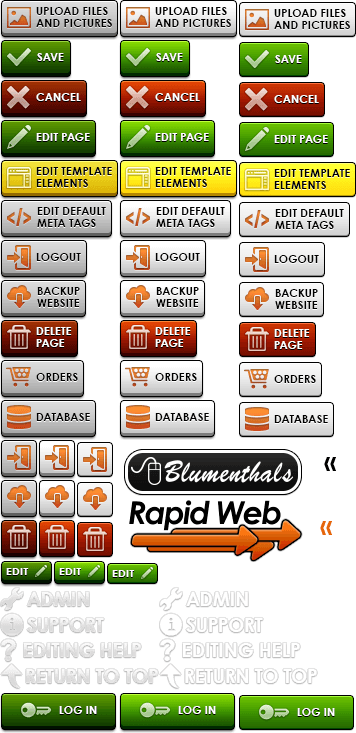 UPLOAD FILES AND PICTURES UPLOAD FILES AND PICTURES UPLOAD FILES AND PICTURES
SAVE SAVE SAVE
CANCEL CANCEL CANCEL
EDIT PAGE EDIT PAGE EDIT PAGE
EDIT TEMPLATE ELEMENTS EDIT TEMPLATE ELEMENTS EDIT TEMPLATE ELEMENTS
</> EDIT DEFAULT META TAGS </> EDIT DEFAULT META TAGS </> EDIT DEFAULT META TAGS
LOGOUT LOGOUT LOGOUT
BACKUP WEBSITE BACKUP WEBSITE BACKUP WEBSITE
DELETE PAGE DELETE PAGE DELETE PAGE
ORDERS ORDERS ORDERS
DATABASE DATABASE DATABASE
Blumenthals «
Rapid Web «
EDIT EDIT EDIT
ADMIN ADMIN
SUPPORT SUPPORT
? EDITING HELP ? EDITING HELP
RETURN TO TOP RETURN TO TOP
LOG IN LOG IN LOG IN